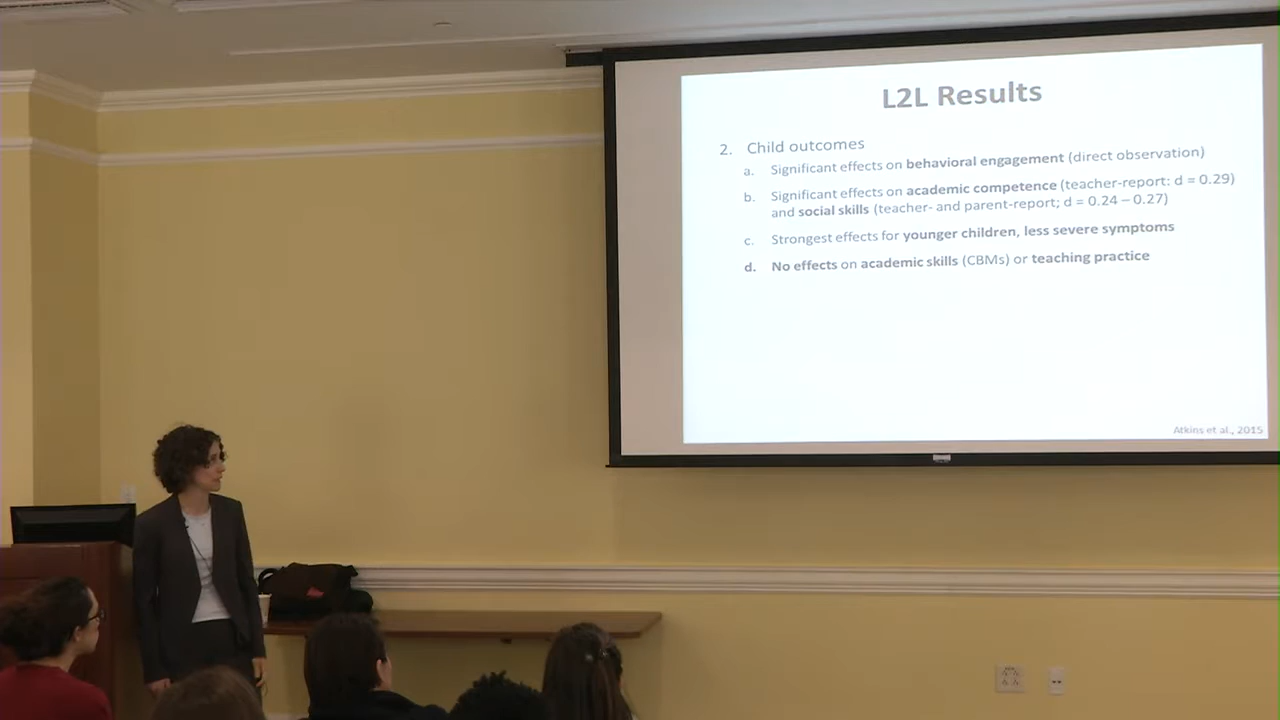 L2L Results
2. Child outcomes
a. Significant effects on behavioral engagement (direct observation)
b. Significant effects on academic competence (teacher-report: d = 0.29)
and social skills (teacher- and parent-report; d = 0.24 – 0.27)
c. Strongest effects for younger children, less severe symptoms
d. No effects on academic skills (CBMs) or teaching practice
Atkins et al., 2015